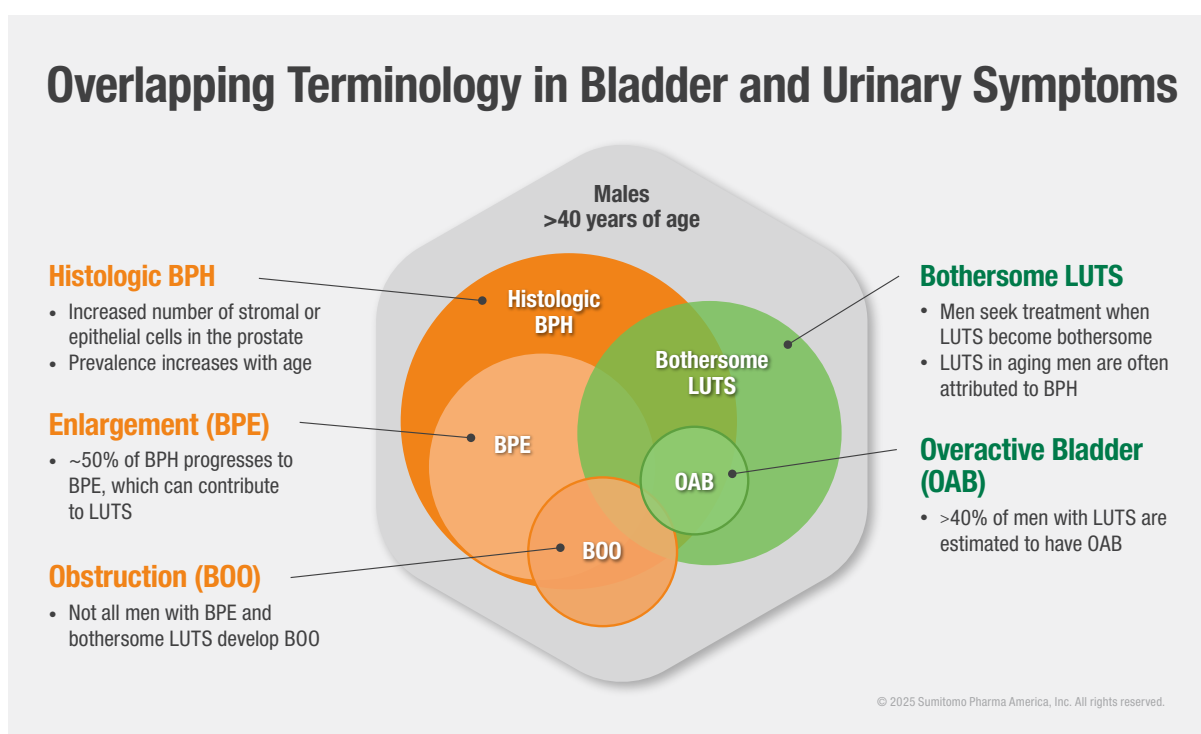 Overlapping Terminology in Bladder and Urinary Symptoms
Males
>40 years of age
Histologic BPH
• Increased number of stromal or
epithelial cells in the prostate
• Prevalence increases with age
Enlargement (BPE)
• ~50% of BPH progresses to
BPE, which can contribute
to LUTS
Obstruction (BOO)
• Not all men with BPE and
bothersome LUTS develop BOO
Histologic
BPH
Bothersome
LUTS
BPE
OAB
BOO
Bothersome LUTS
• Men seek treatment when
LUTS become bothersome
• LUTS in aging men are often
attributed to BPH
Overactive Bladder
(OAB)
• >40% of men with LUTS are
estimated to have OAB
© 2025 Sumitomo Pharma America, Inc. All rights reserved.